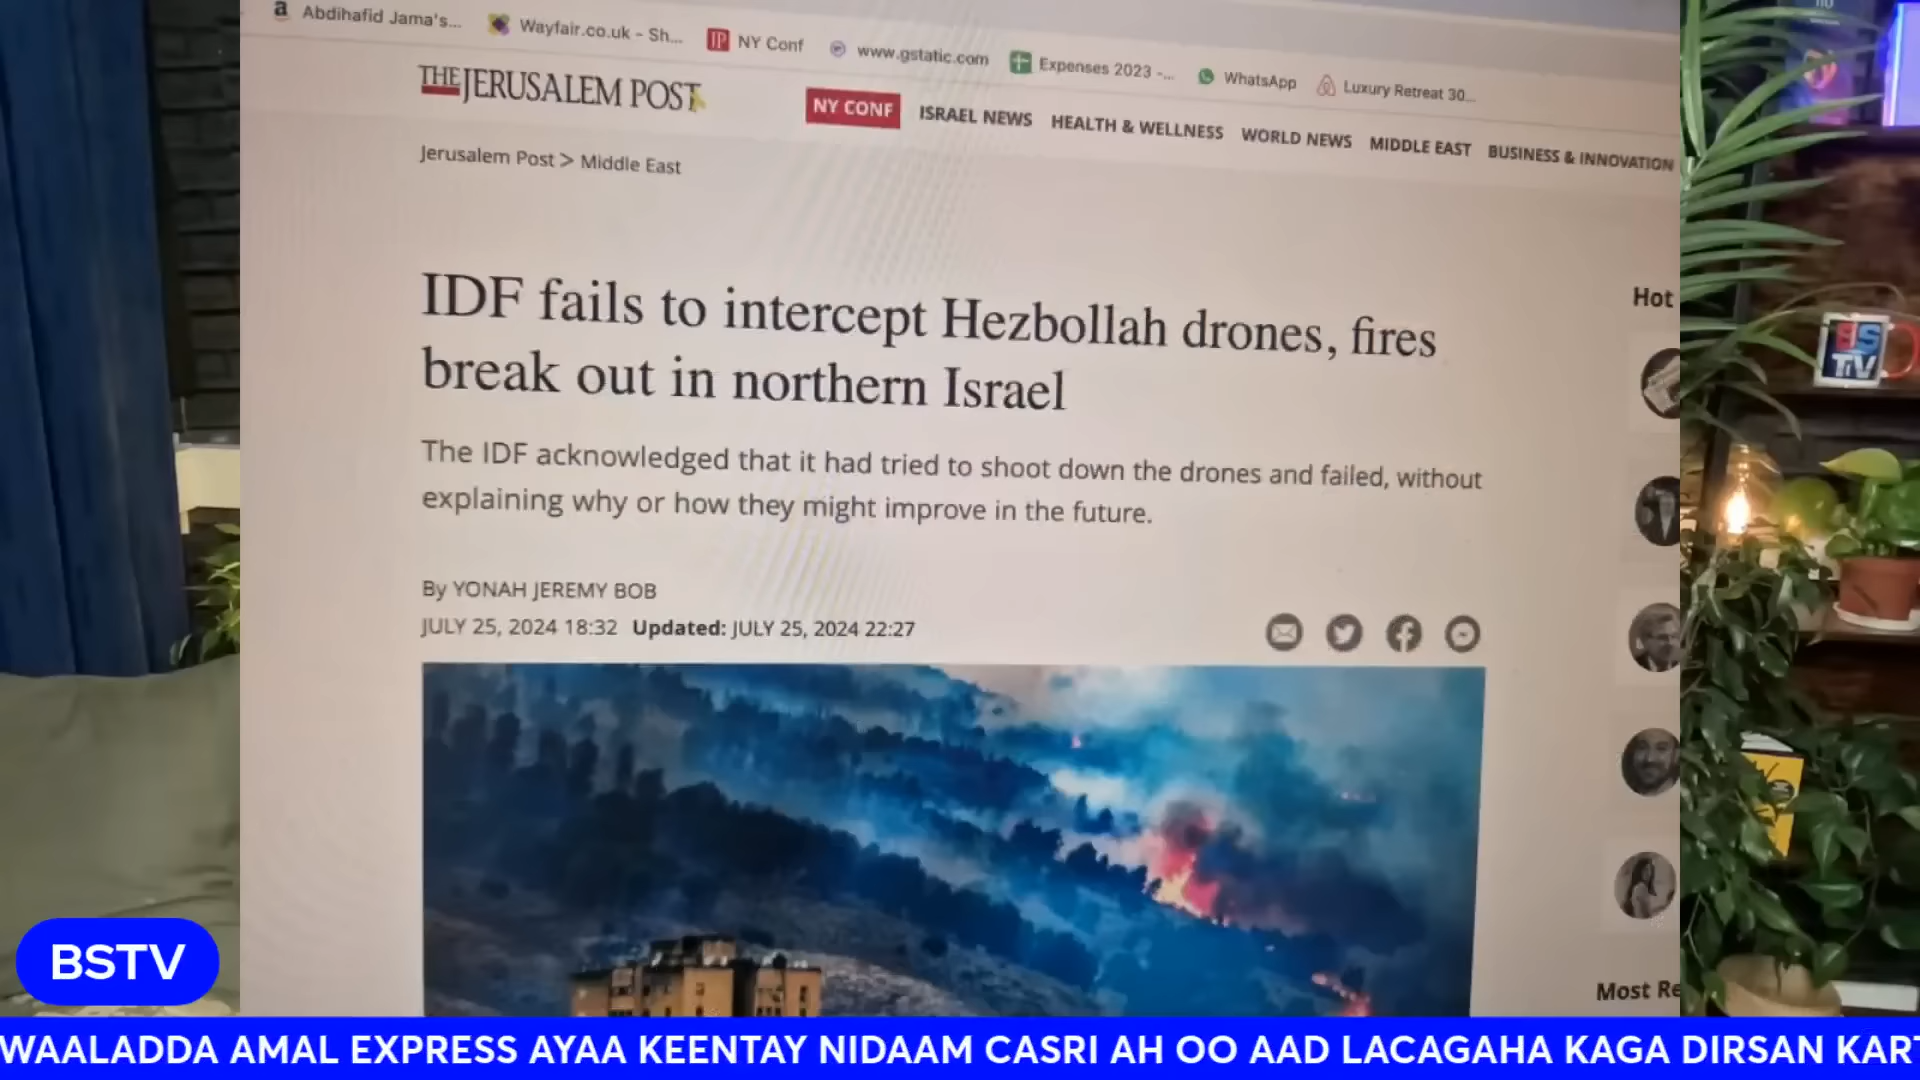 Abdihafid Jama's...
Wayfair.co.uk - Sh...
NY Conf
www.gstatic.com
Expenses 2023 -...
WhatsApp
Luxury Retreat 30...
THE JERUSALEM POST
NY CONF
ISRAEL NEWS
HEALTH & WELLNESS
WORLD NEWS
MIDDLE EAST
BUSINESS & INNOVATION
Jerusalem Post > Middle East
IDF fails to intercept Hezbollah drones, fires
break out in northern Israel
The IDF acknowledged that it had tried to shoot down the drones and failed, without
explaining why or how they might improve in the future.
By YONAH JEREMY BOB
JULY 25, 2024 18:32 Updated: JULY 25, 2024 22:27
Hot
Most Re
BSTV
BSTV
WAALADDA AMAL EXPRESS AYAA KEENTAY NIDAAM CASRI AH OO AAD LACAGAHA KAGA DIRSAN KART